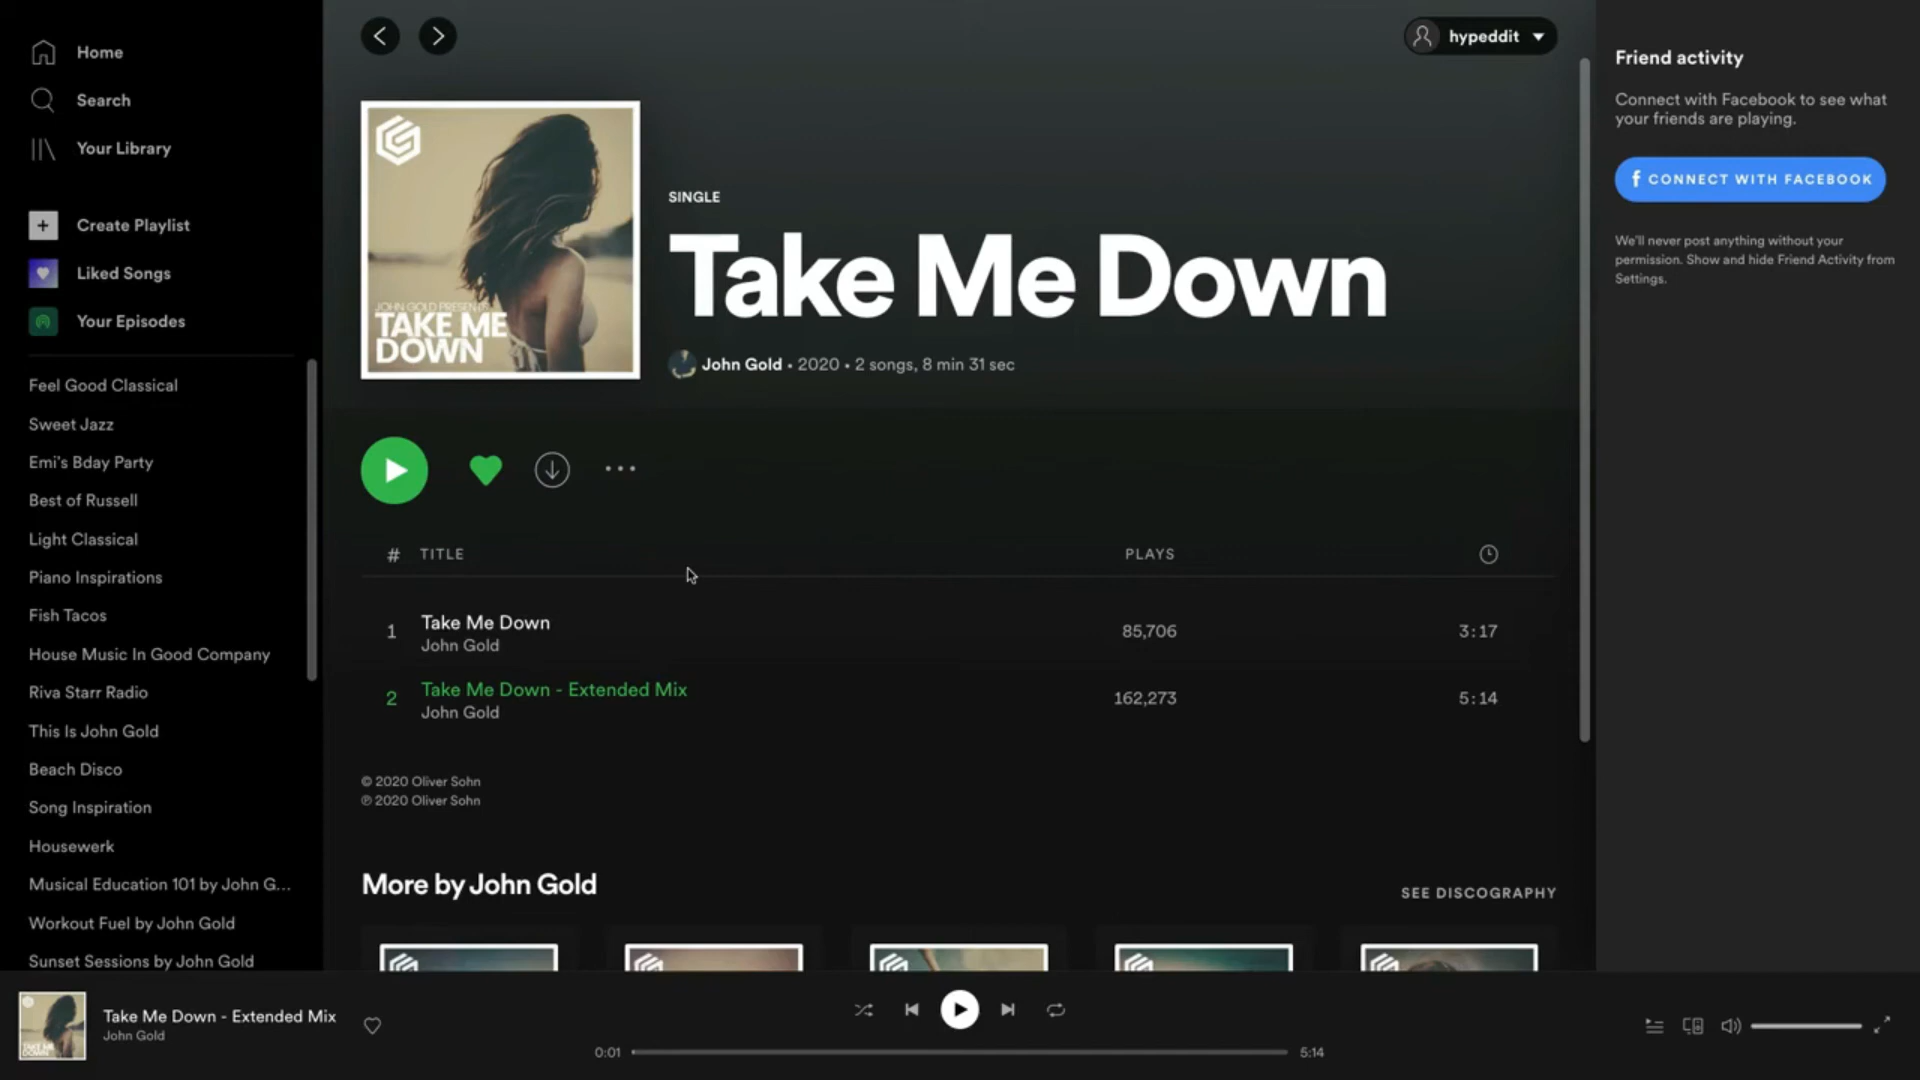 Home
Search
Your Library
Create Playlist
Liked Songs
Your Episodes
Feel Good Classical
Sweet Jazz
Emi's Bday Party
Best of Russell
Light Classical
Piano Inspirations
Fish Tacos
House Music In Good Company
Riva Starr Radio
This Is John Gold
Beach Disco
Song Inspiration
Housewerk
Musical Education 101 by John G...
Workout Fuel by John Gold
Sunset Sessions by John Gold
hypeddit
JOHN GOLD PRESENTS
TAKE ME
DOWN
SINGLE
Take Me Down
John Gold • 2020 • 2 songs, 8 min 31 sec
# TITLE PLAYS
1 Take Me Down 85,706 3:17
John Gold
2 Take Me Down - Extended Mix 162,273 5:14
John Gold
© 2020 Oliver Sohn
℗ 2020 Oliver Sohn
More by John Gold
SEE DISCOGRAPHY
Friend activity
Connect with Facebook to see what
your friends are playing.
CONNECT WITH FACEBOOK
We'll never post anything without your
permission. Show and hide Friend Activity from
Settings.
TAKE ME
DOWN
Take Me Down - Extended Mix
John Gold
0:01
5:14